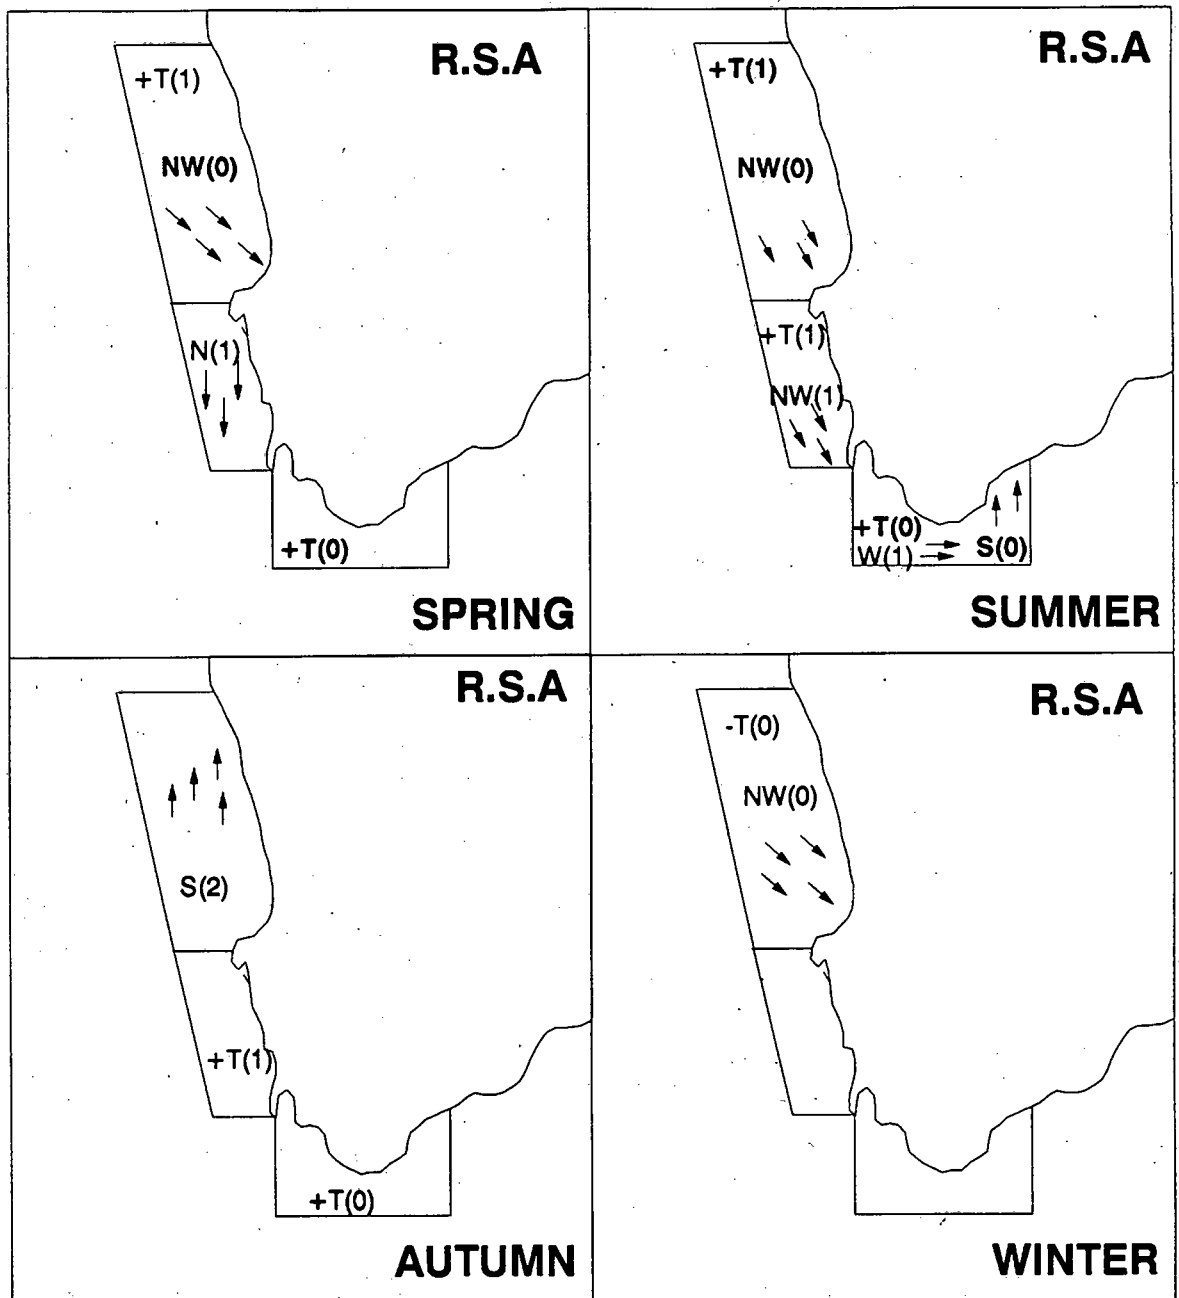 R.S.A
+T(1)
NW(0)
N(1)
+T(0)
SPRING
R.S.A
+T(1)
NW(0)
+T(1)
NW(1)
+T(0)
W(1)
S(0)
SUMMER
R.S.A
S(2)
+T(1)
+T(0)
AUTUMN
R.S.A
-T(0)
NW(0)
WINTER